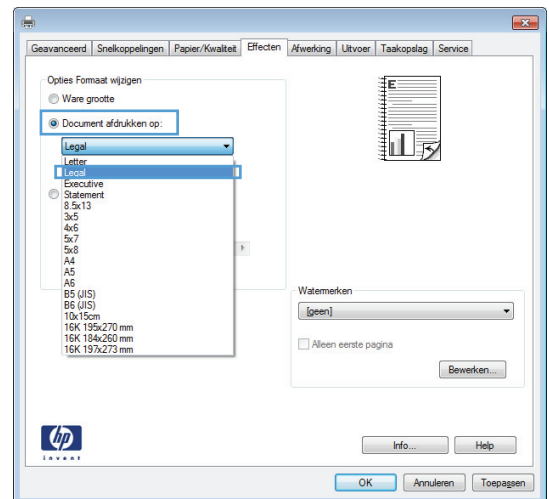 Geavanceerd Snelkoppelingen Papier/Kwaliteit Effecten Afwerking Uitvoer Taakopslag Service
Opties Formaat wijzigen
Ware grootte
Document afdrukken op:
Legal
Letter
Legal
Executive
Statement
8.5x13
3x5
4x6
5x7
5x8
A4
A5
A6
B5 (JIS)
B6 (JIS)
10x15cm
16K 195x270 mm
16K 184x260 mm
16K 197x273 mm
E
Watermerken
[geen]
Alleen eerste pagina
Bewerken...
hp
invent
Info... Help
OK Annuleren Toepassen